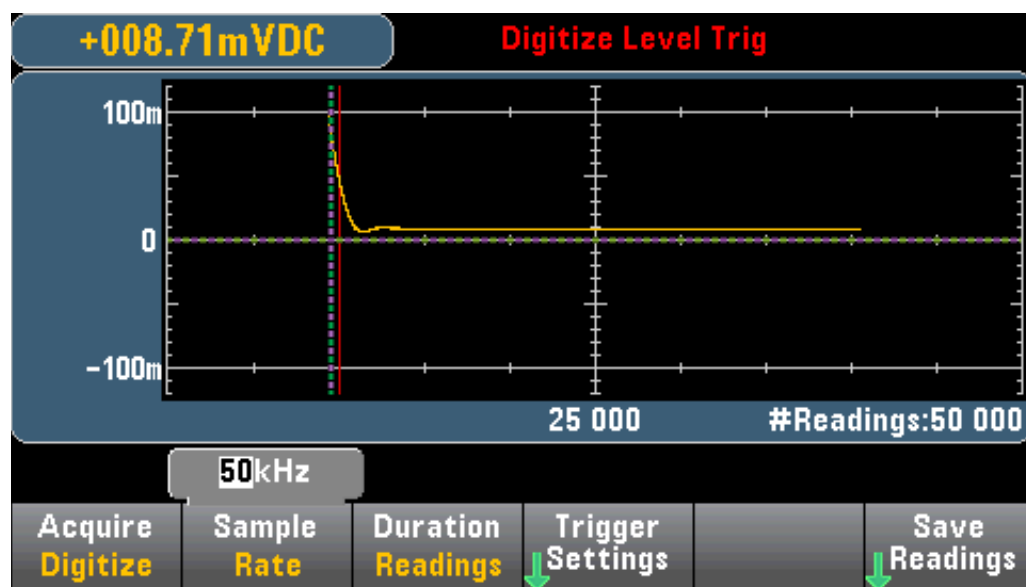 +008.71mVDC
Digitize Level Trig
100m
0
-100m
25 000
#Readings:50 000
50kHz
Acquire
Digitize
Sample
Rate
Duration
Readings
Trigger
Settings
Save
Readings